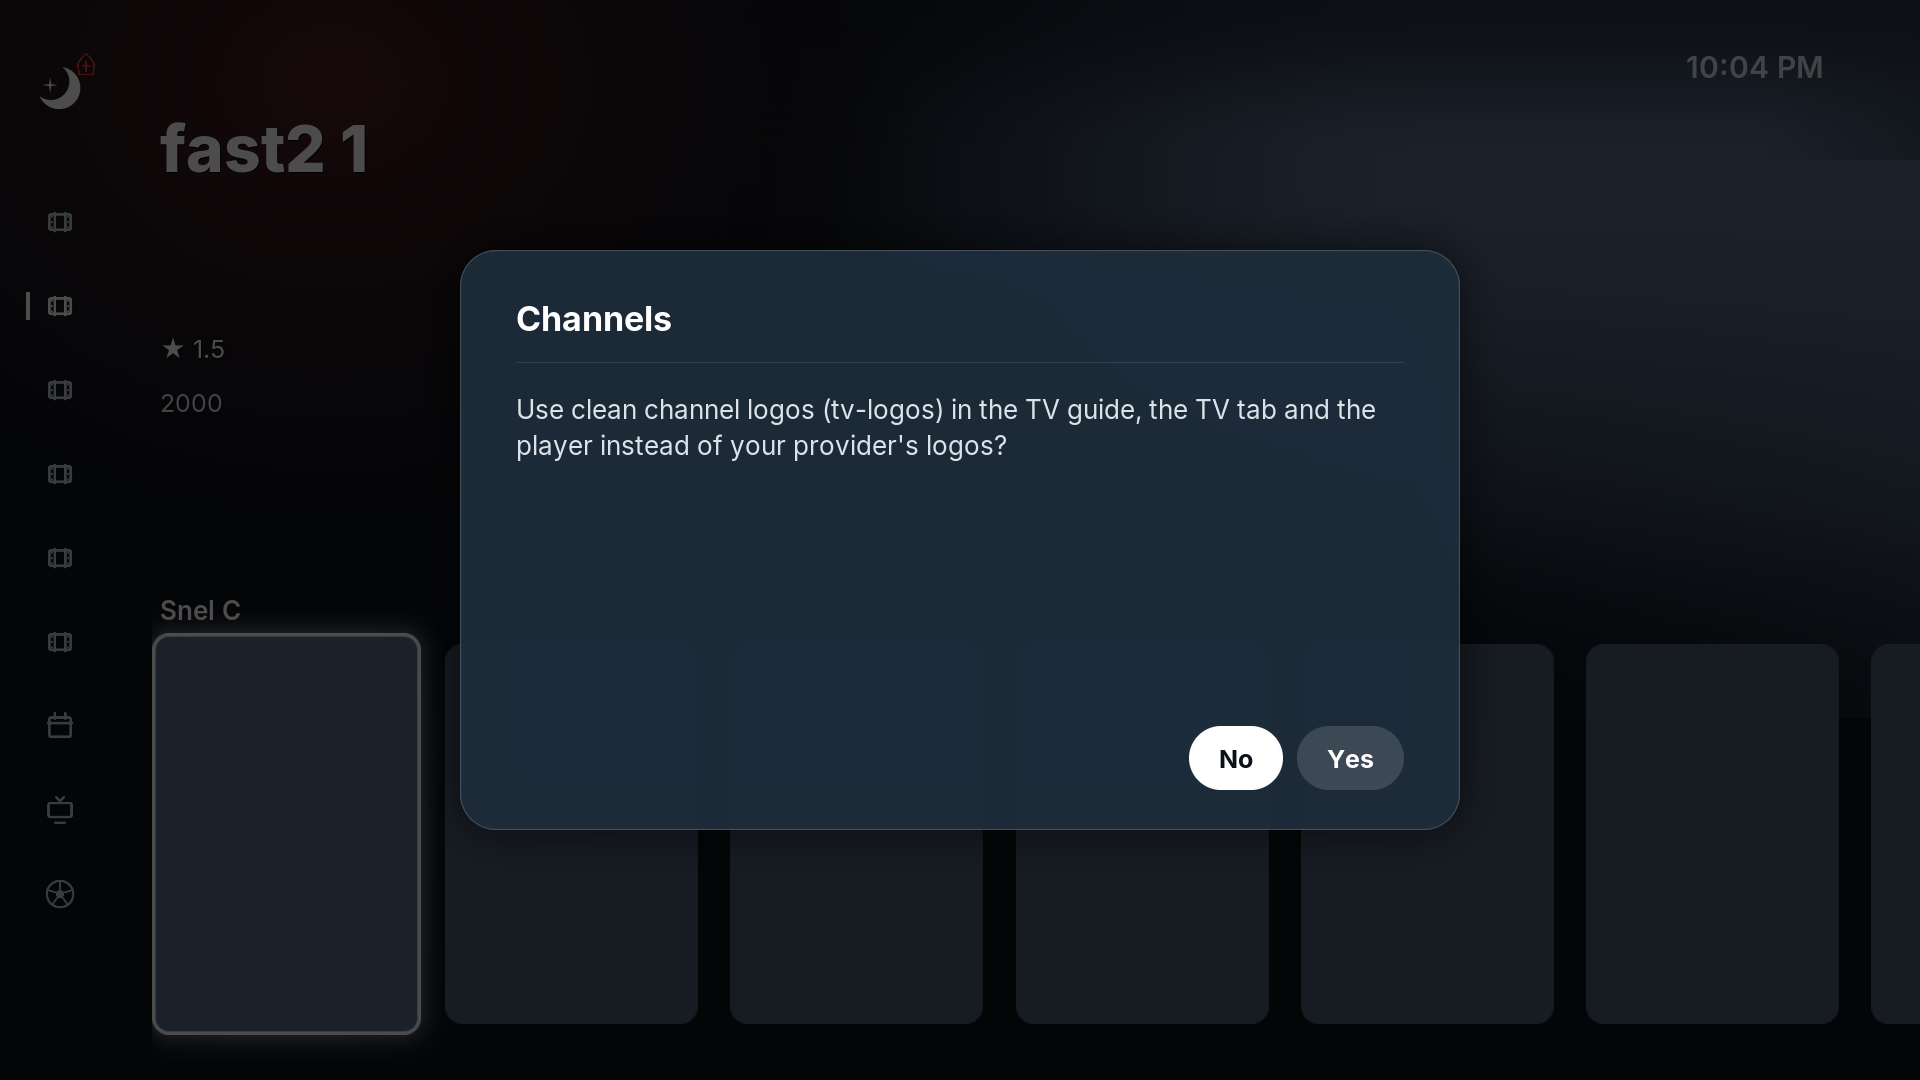 10:04 PM
fast2 1
★ 1.5
2000
Snel C
Channels
Use clean channel logos (tv-logos) in the TV guide, the TV tab and the
player instead of your provider's logos?
No
Yes